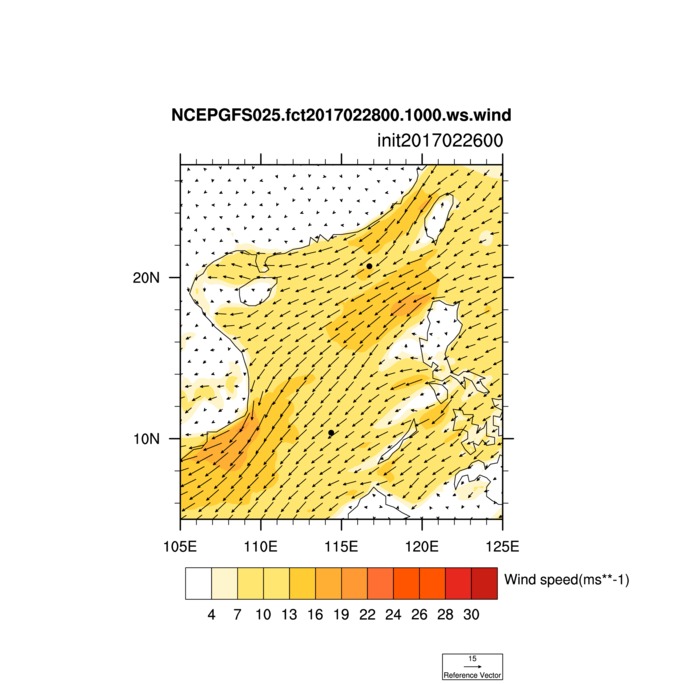 NCEPGFS025.fct2017022800.1000.ws.wind
init2017022600
20N
10N
105E 110E 115E 120E 125E
Wind speed(ms**-1)
4 7 10 13 16 19 22 24 26 28 30
15
Reference Vector